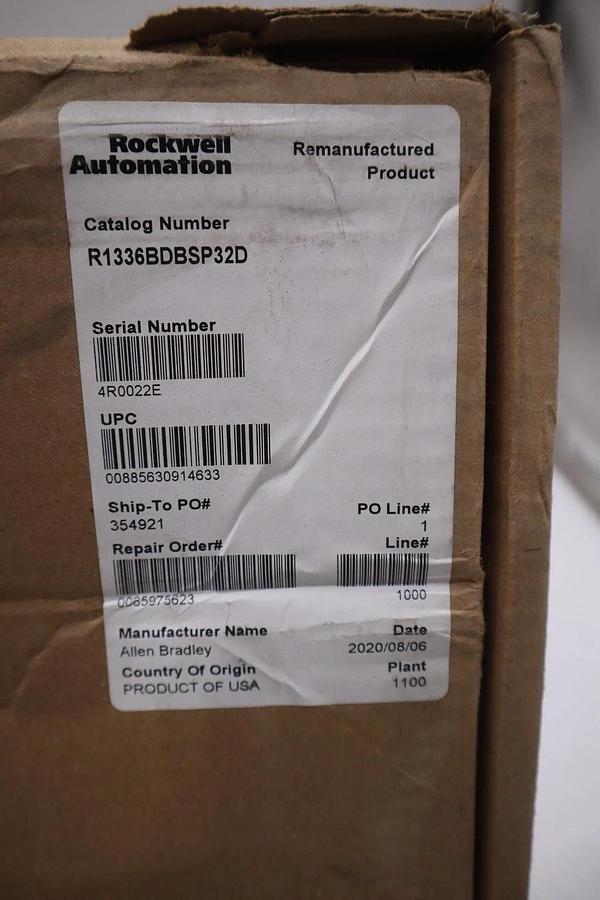 Rockwell
Automation
Remanufactured
Product
Catalog Number
R1336BDBSP32D
Serial Number
4R0022E
UPC
00885630914633
Ship-To PO#
354921
PO Line#
1
Repair Order#
0085975623
Line#
1000
Manufacturer Name
Allen Bradley
Date
2020/08/06
Country Of Origin
PRODUCT OF USA
Plant
1100